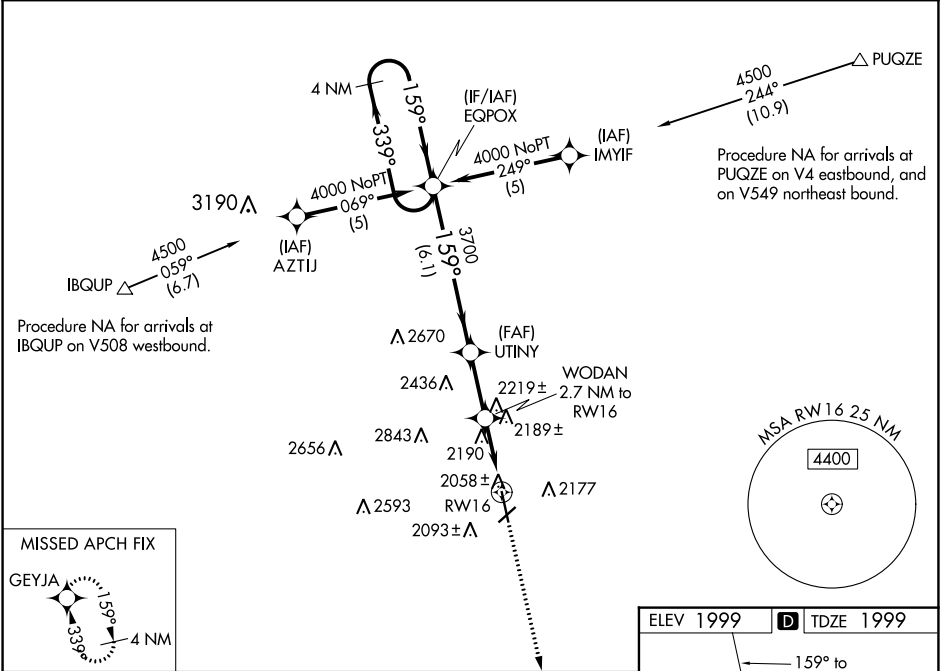 4 NM
159°
339°
(IF/IAF)
EQPOX
4500
244°
(10.9)
PUQZE
4000 NoPT
249°
(5)
(IAF)
IMYIF
Procedure NA for arrivals at
PUQZE on V4 eastbound, and
on V549 northeast bound.
3190
4000 NoPT
069°
(5)
(IAF)
AZTIJ
4500
059°
(6.7)
IBQUP
Procedure NA for arrivals at
IBQUP on V508 westbound.
3700
159°
(6.1)
2670
(FAF)
UTINY
2436
2219±
WODAN
2.7 NM to
RW16
2189±
2656
2843
2190
2058±
RW16
2177
2593
2093±
MSA RW16 25 NM
4400
MISSED APCH FIX
GEYJA
159°
339°
4 NM
ELEV 1999
D
TDZE 1999
159° to